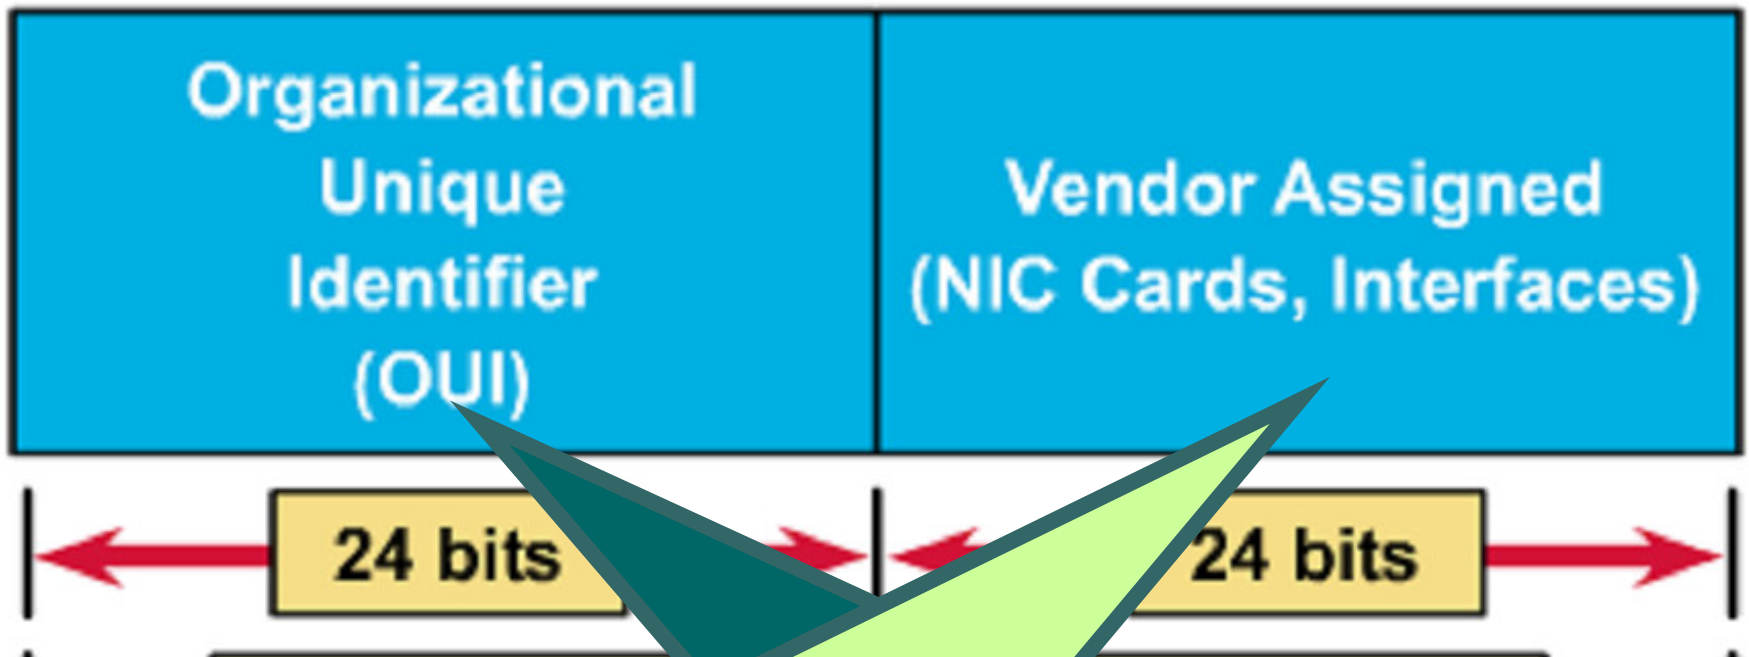 Organizational
Unique
Identifier
(OUI)
Vendor Assigned
(NIC Cards, Interfaces)
24 bits
24 bits